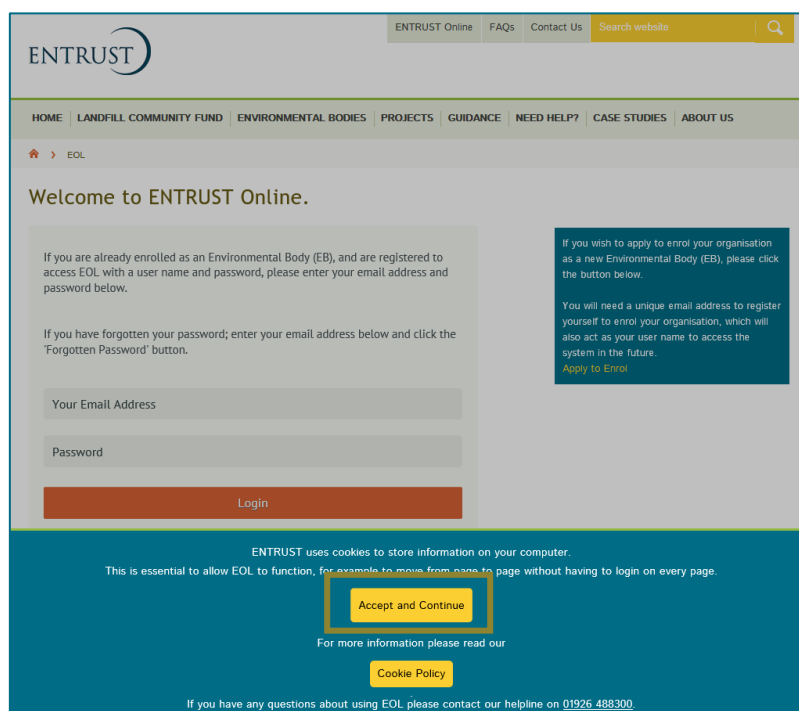 ENTRUST Online FAQs Contact Us Search website
ENTRUST
HOME LANDFILL COMMUNITY FUND ENVIRONMENTAL BODIES PROJECTS GUIDANCE NEED HELP? CASE STUDIES ABOUT US
EOL
Welcome to ENTRUST Online.
If you are already enrolled as an Environmental Body (EB), and are registered to
access EOL with a user name and password, please enter your email address and
password below.
If you have forgotten your password; enter your email address below and click the
'Forgotten Password' button.
Your Email Address
Password
Login
If you wish to apply to enrol your organisation
as a new Environmental Body (EB), please click
the button below.
You will need a unique email address to register
yourself to enrol your organisation, which will
also act as your user name to access the
system in the future.
Apply to Enrol
ENTRUST uses cookies to store information on your computer.
This is essential to allow EOL to function, for example to move from page to page without having to login on every page.
Accept and Continue
For more information please read our
Cookie Policy
If you have any questions about using EOL please contact our helpline on 01926 488300.